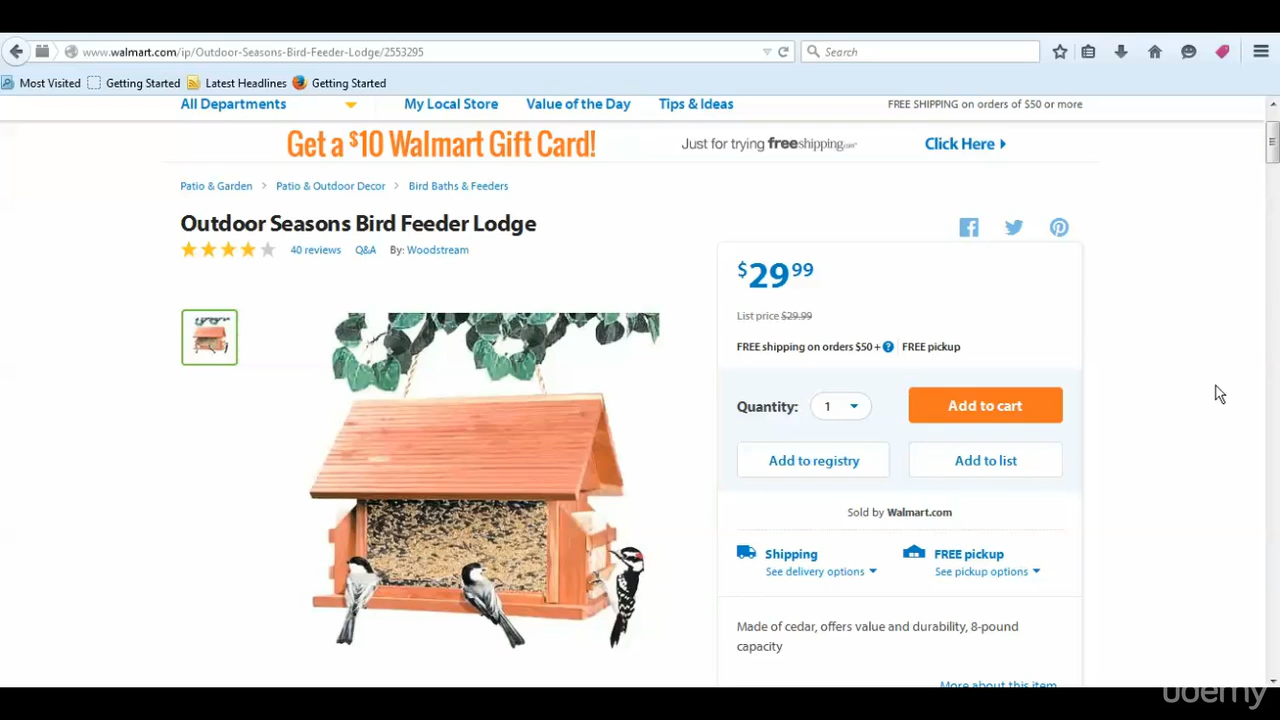 www.walmart.com/ip/Outdoor-Seasons-Bird-Feeder-Lodge/2553295
Search
Most Visited Getting Started Latest Headlines Getting Started
All Departments My Local Store Value of the Day Tips & Ideas FREE SHIPPING on orders of $50 or more
Get a $10 Walmart Gift Card! Just for trying freeshipping.com Click Here
Patio & Garden > Patio & Outdoor Decor > Bird Baths & Feeders
Outdoor Seasons Bird Feeder Lodge
40 reviews Q&A By: Woodstream
$29 99
List price $29.99
FREE shipping on orders $50 + ? FREE pickup
Quantity: 1 Add to cart
Add to registry Add to list
Sold by Walmart.com
Shipping FREE pickup
See delivery options See pickup options
Made of cedar, offers value and durability, 8-pound
capacity
More about this item
udemy